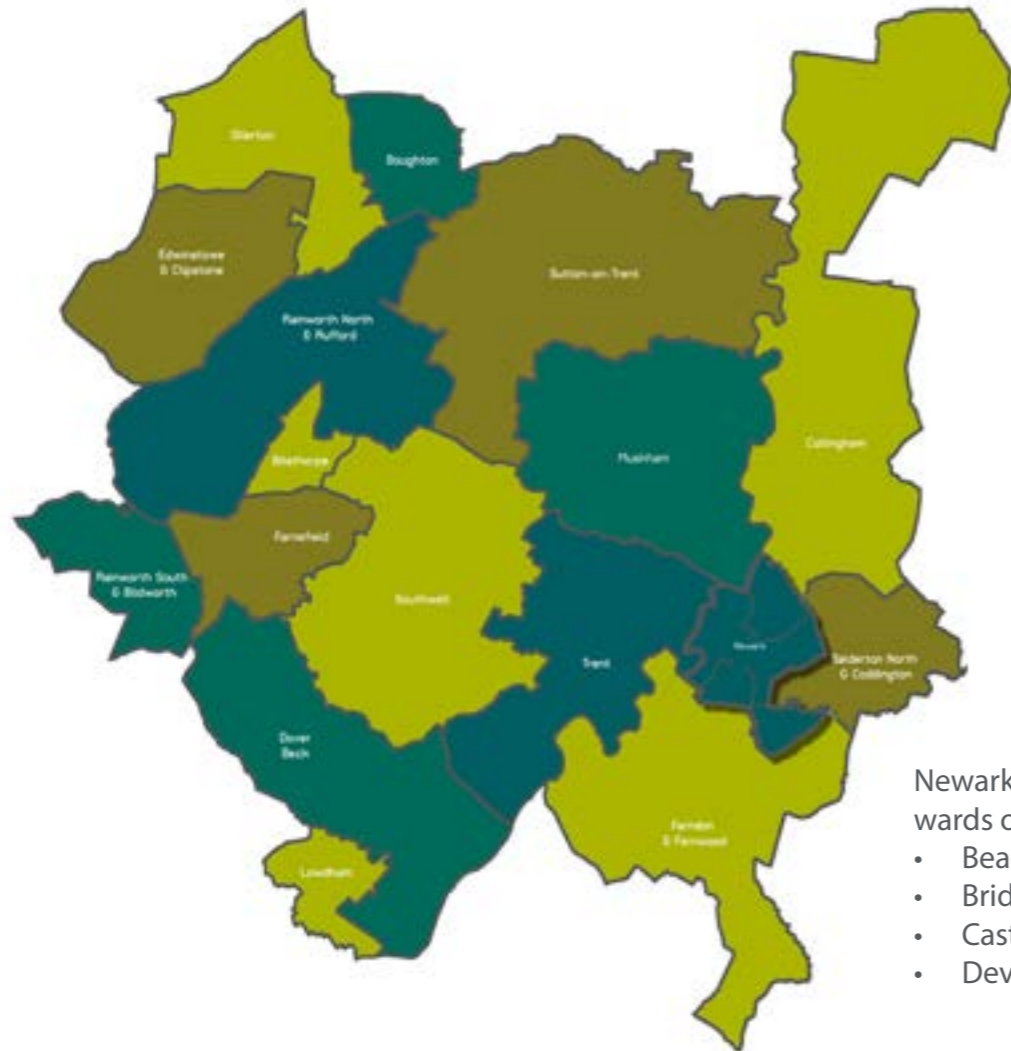 Ollerton
Boughton
Edwinstowe
& Clipstone
Sutton-on-Trent
Rainworth North
& Rufford
Muskham
Collingham
Bilsthorpe
Farnsfield
Rainworth South
& Blidworth
Southwell
Trent
Newark
Balderton North
& Coddington
Dover
Beck
Farndon
& Fernwood
Lowdham
Newark
wards o
• Bea
• Brid
• Cast
• Dev